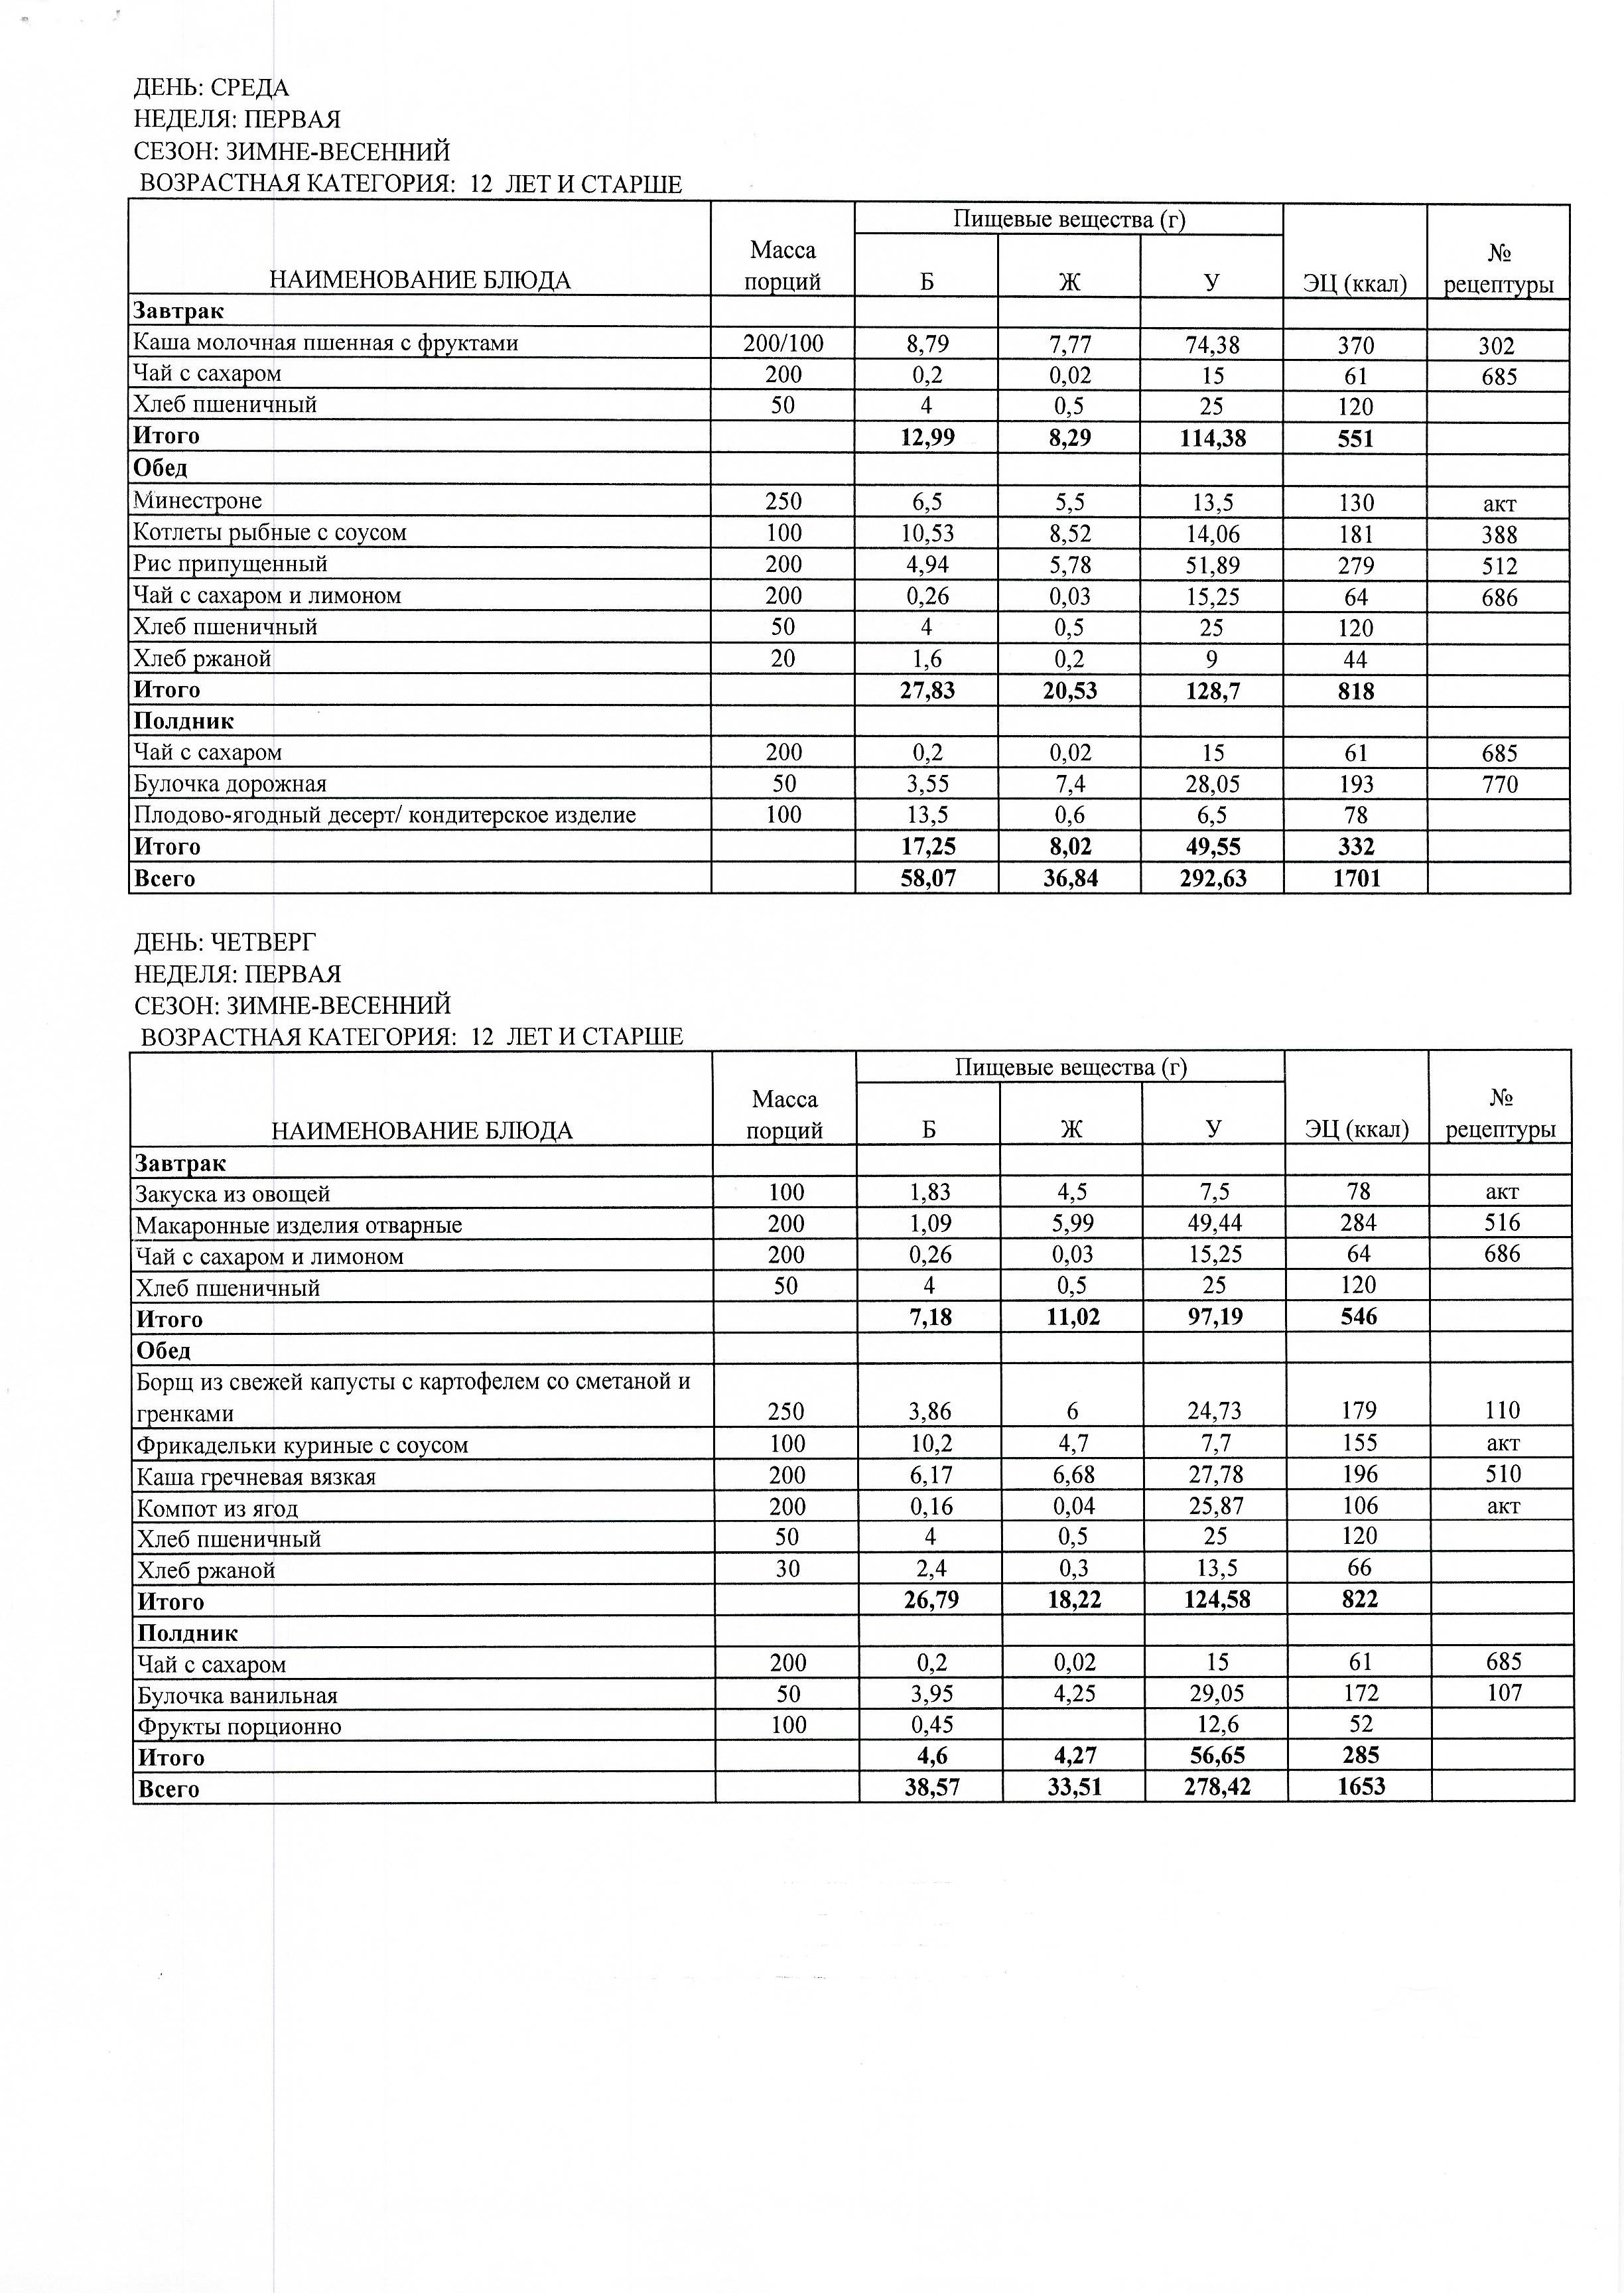 ДЕНЬ: СРЕДА
НЕДЕЛЯ: ПЕРВАЯ
СЕЗОН: ЗИМНЕ-ВЕСЕННИЙ
ВОЗРАСТНАЯ КАТЕГОРИЯ: 12 ЛЕТ И СТАРШЕ
НАИМЕНОВАНИЕ БЛЮДА Масса порций Пищевые вещества (г) Б Ж У ЭЦ (ккал) № рецептуры
Завтрак
Каша молочная пшенная с фруктами 200/100 8,79 7,77 74,38 370 302
Чай с сахаром 200 0,2 0,02 15 61 685
Хлеб пшеничный 50 4 0,5 25 120
Итого 12,99 8,29 114,38 551
Обед
Минестроне 250 6,5 5,5 13,5 130 акт
Котлеты рыбные с соусом 100 10,53 8,52 14,06 181 388
Рис припущенный 200 4,94 5,78 51,89 279 512
Чай с сахаром и лимоном 200 0,26 0,03 15,25 64 686
Хлеб пшеничный 50 4 0,5 25 120
Хлеб ржаной 20 1,6 0,2 9 44
Итого 27,83 20,53 128,7 818
Полдник
Чай с сахаром 200 0,2 0,02 15 61 685
Булочка дорожная 50 3,55 7,4 28,05 193 770
Плодово-ягодный десерт/ кондитерское изделие 100 13,5 0,6 6,5 78
Итого 17,25 8,02 49,55 332
Всего 58,07 36,84 292,63 1701
ДЕНЬ: ЧЕТВЕРГ
НЕДЕЛЯ: ПЕРВАЯ
СЕЗОН: ЗИМНЕ-ВЕСЕННИЙ
ВОЗРАСТНАЯ КАТЕГОРИЯ: 12 ЛЕТ И СТАРШЕ
НАИМЕНОВАНИЕ БЛЮДА Масса порций Пищевые вещества (г) Б Ж У ЭЦ (ккал) № рецептуры
Завтрак
Закуска из овощей 100 1,83 4,5 7,5 78 акт
Макаронные изделия отварные 200 1,09 5,99 49,44 284 516
Чай с сахаром и лимоном 200 0,26 0,03 15,25 64 686
Хлеб пшеничный 50 4 0,5 25 120
Итого 7,18 11,02 97,19 546
Обед
Борщ из свежей капусты с картофелем со сметаной и
гренками 250 3,86 6 24,73 179 110
Фрикадельки куриные с соусом 100 10,2 4,7 7,7 155 акт
Каша гречневая вязкая 200 6,17 6,68 27,78 196 510
Компот из ягод 200 0,16 0,04 25,87 106 акт
Хлеб пшеничный 50 4 0,5 25 120
Хлеб ржаной 30 2,4 0,3 13,5 66
Итого 26,79 18,22 124,58 822
Полдник
Чай с сахаром 200 0,2 0,02 15 61 685
Булочка ванильная 50 3,95 4,25 29,05 172 107
Фрукты порционно 100 0,45 12,6 52
Итого 4,6 4,27 56,65 285
Всего 38,57 33,51 278,42 1653